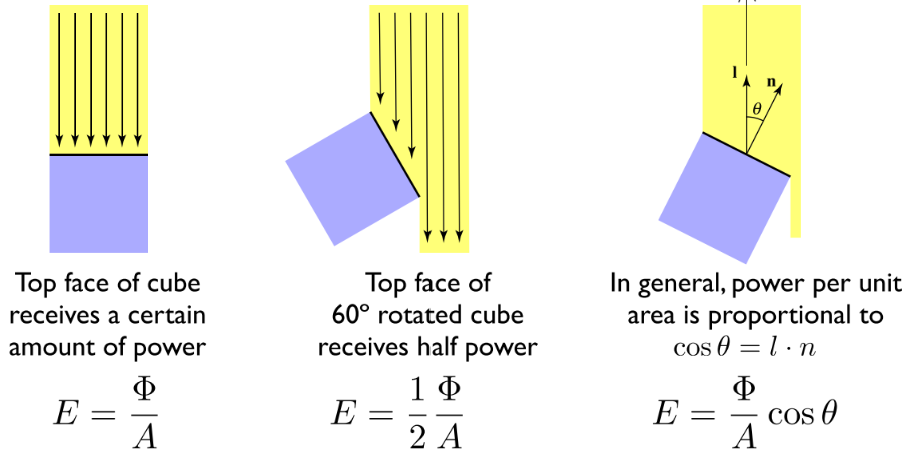 l n
θ
Top face of cube
receives a certain
amount of power
E = Φ/A
Top face of
60º rotated cube
receives half power
E = 1/2 Φ/A
In general, power per unit
area is proportional to
cos θ = l · n
E = Φ/A cos θ